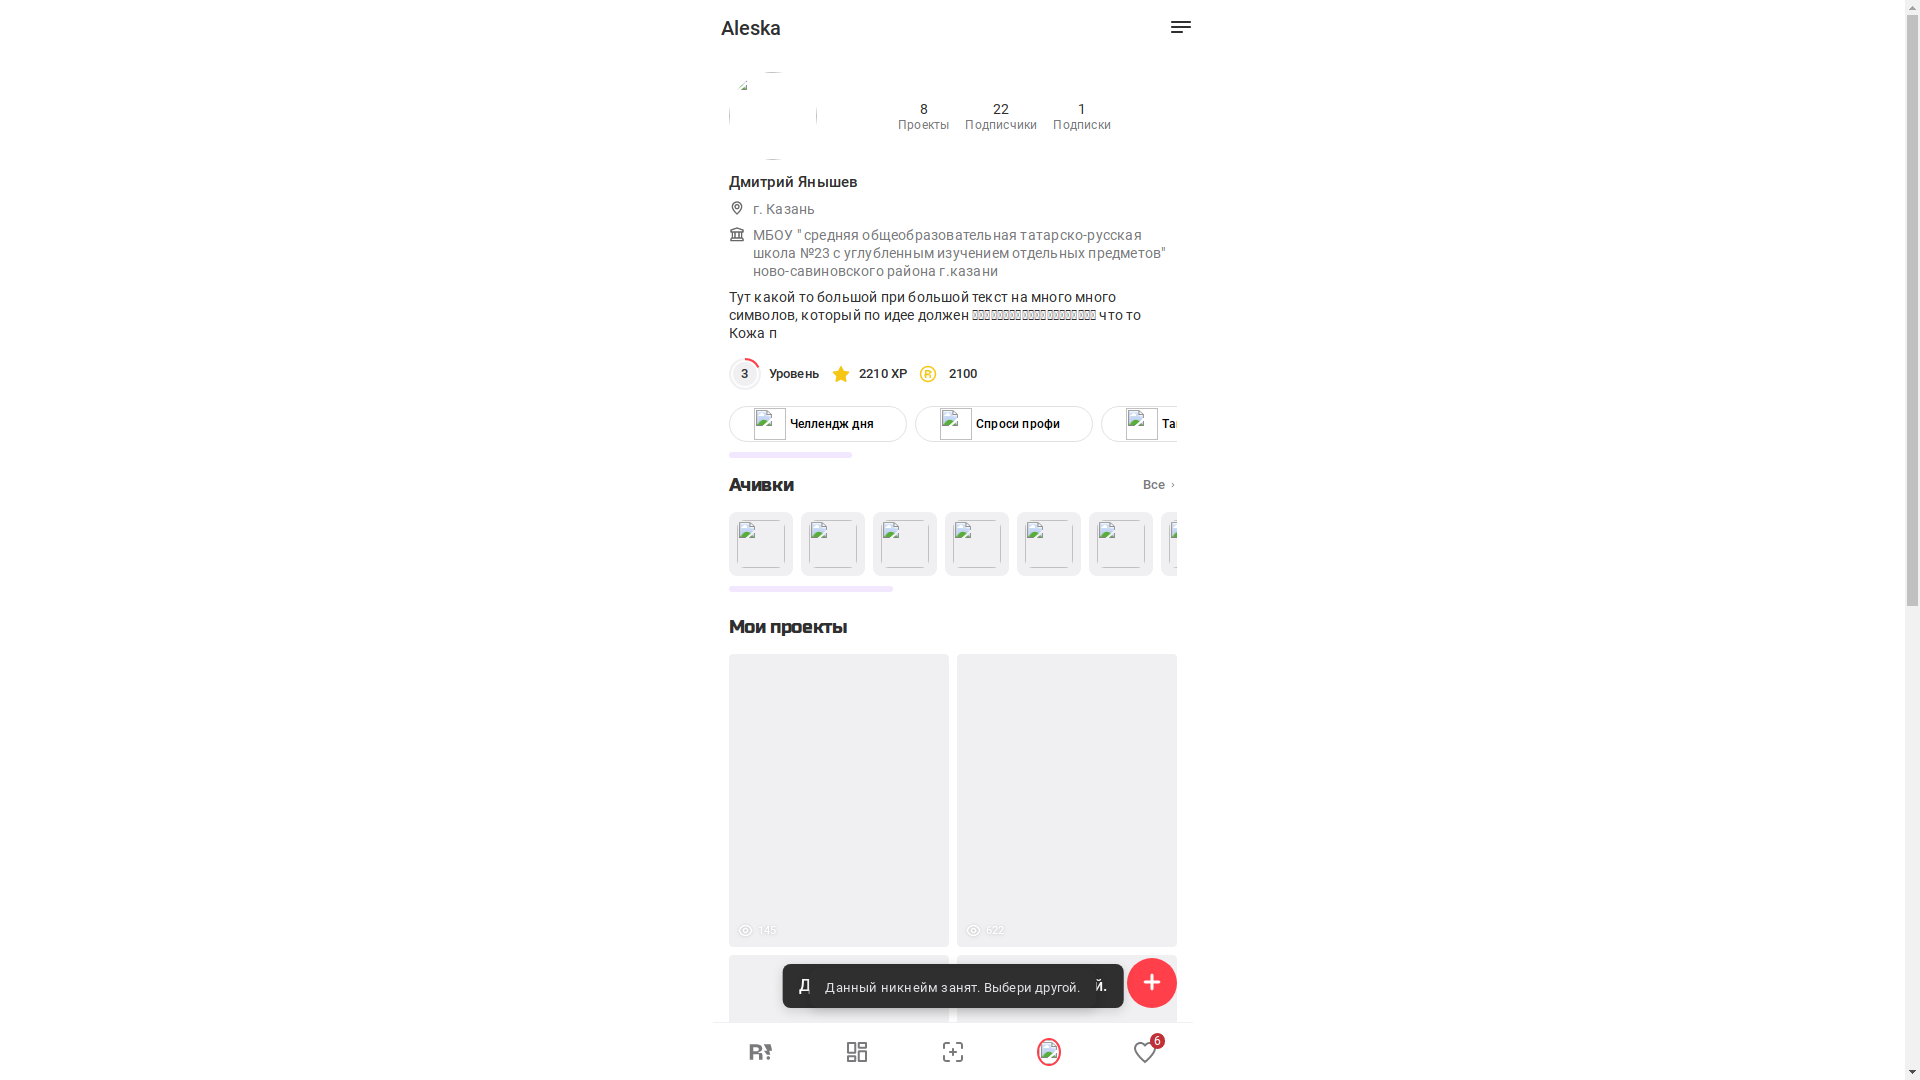 Aleska
8
22
1
Проекты
Подписчики
Подписки
Дмитрий Янышев
г. Казань
МБОУ " средняя общеобразовательная татарско-русская
школа №23 с углубленным изучением отдельных предметов"
ново-савиновского района г.казани
Тут какой то большой при большой текст на много много
символов, который по идее должен что то
Кожа п
3 Уровень 2210 XP 2100
Челлендж дня
Спроси профи
Ачивки
Все
Мои проекты
145
622
Данный никнейм занят. Выбери другой.
R
6